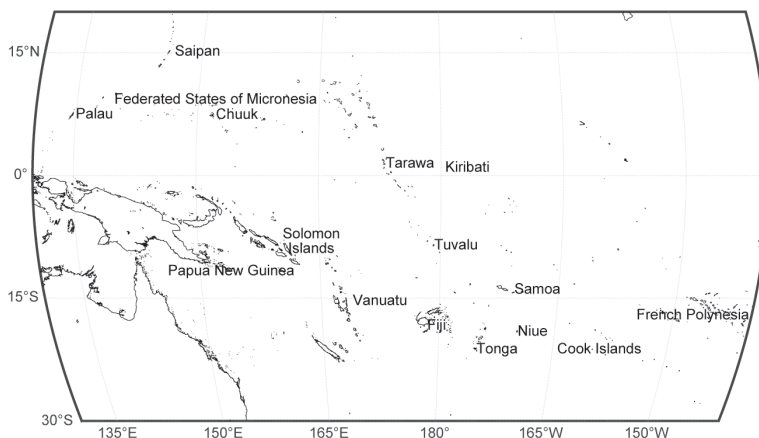 15°N
Saipan
Federated States of Micronesia
Palau
Chuuk
Tarawa
Kiribati
0°
Solomon
Islands
Tuvalu
Papua New Guinea
Samoa
15°S
Vanuatu
French Polynesia
Fiji
Niue
Tonga
Cook Islands
30°S
135°E
150°E
165°E
180°
165°W
150°W